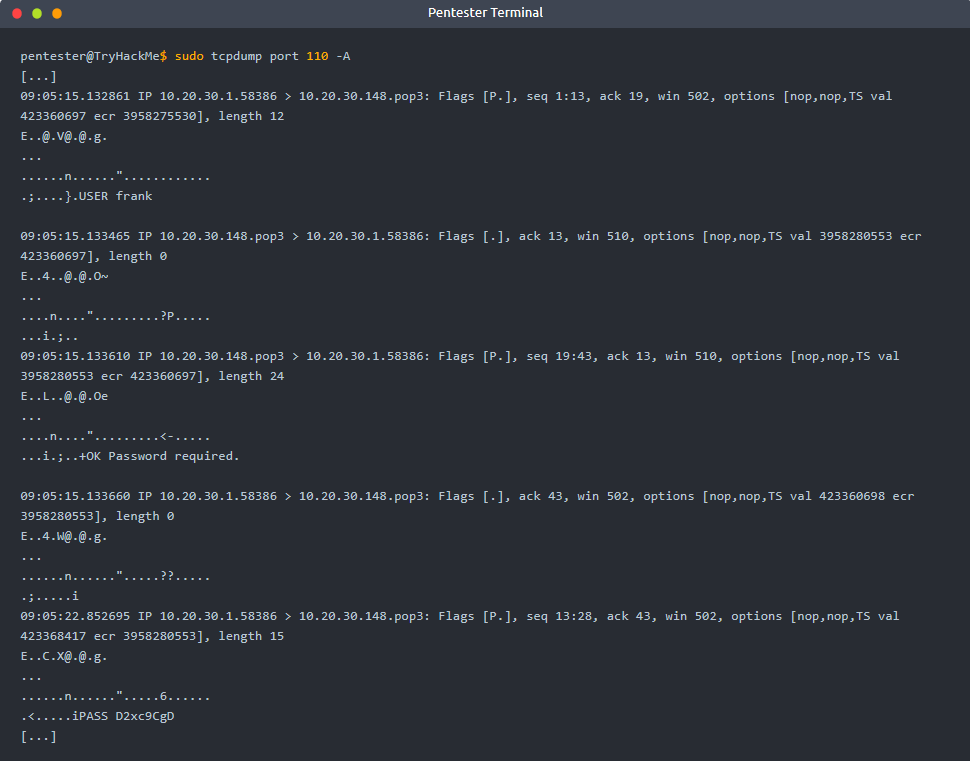 Pentester Terminal
pentester@TryHackMe$ sudo tcpdump port 110 -A
[...]
09:05:15.132861 IP 10.20.30.1.58386 > 10.20.30.148.pop3: Flags [P.], seq 1:13, ack 19, win 502, options [nop,nop,TS val
423360697 ecr 3958275530], length 12
E..@.V@.@.g.
...
......n......"............
.;....}.USER frank
09:05:15.133465 IP 10.20.30.148.pop3 > 10.20.30.1.58386: Flags [.], ack 13, win 510, options [nop,nop,TS val 3958280553 ecr
423360697], length 0
E..4..@.@.O~
...
....n....".........?P.....
...i.;..
09:05:15.133610 IP 10.20.30.148.pop3 > 10.20.30.1.58386: Flags [P.], seq 19:43, ack 13, win 510, options [nop,nop,TS val
3958280553 ecr 423360697], length 24
E..L..@.@.Oe
...
....n....".........<-.....
...i.;..+OK Password required.
09:05:15.133660 IP 10.20.30.1.58386 > 10.20.30.148.pop3: Flags [.], ack 43, win 502, options [nop,nop,TS val 423360698 ecr
3958280553], length 0
E..4.W@.@.g.
...
......n......".....??.....
.;.....i
09:05:22.852695 IP 10.20.30.1.58386 > 10.20.30.148.pop3: Flags [P.], seq 13:28, ack 43, win 502, options [nop,nop,TS val
423368417 ecr 3958280553], length 15
E..C.X@.@.g.
...
......n......".....6......
.<.....iPASS D2xc9CgD
[...]